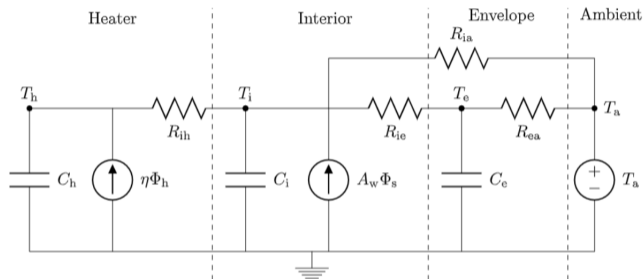 Heater Interior Envelope Ambient
R_ia
T_h T_i T_e T_a
R_ih R_ie R_ea
C_h ηΦ_h C_i A_wΦ_s C_e + − T_a